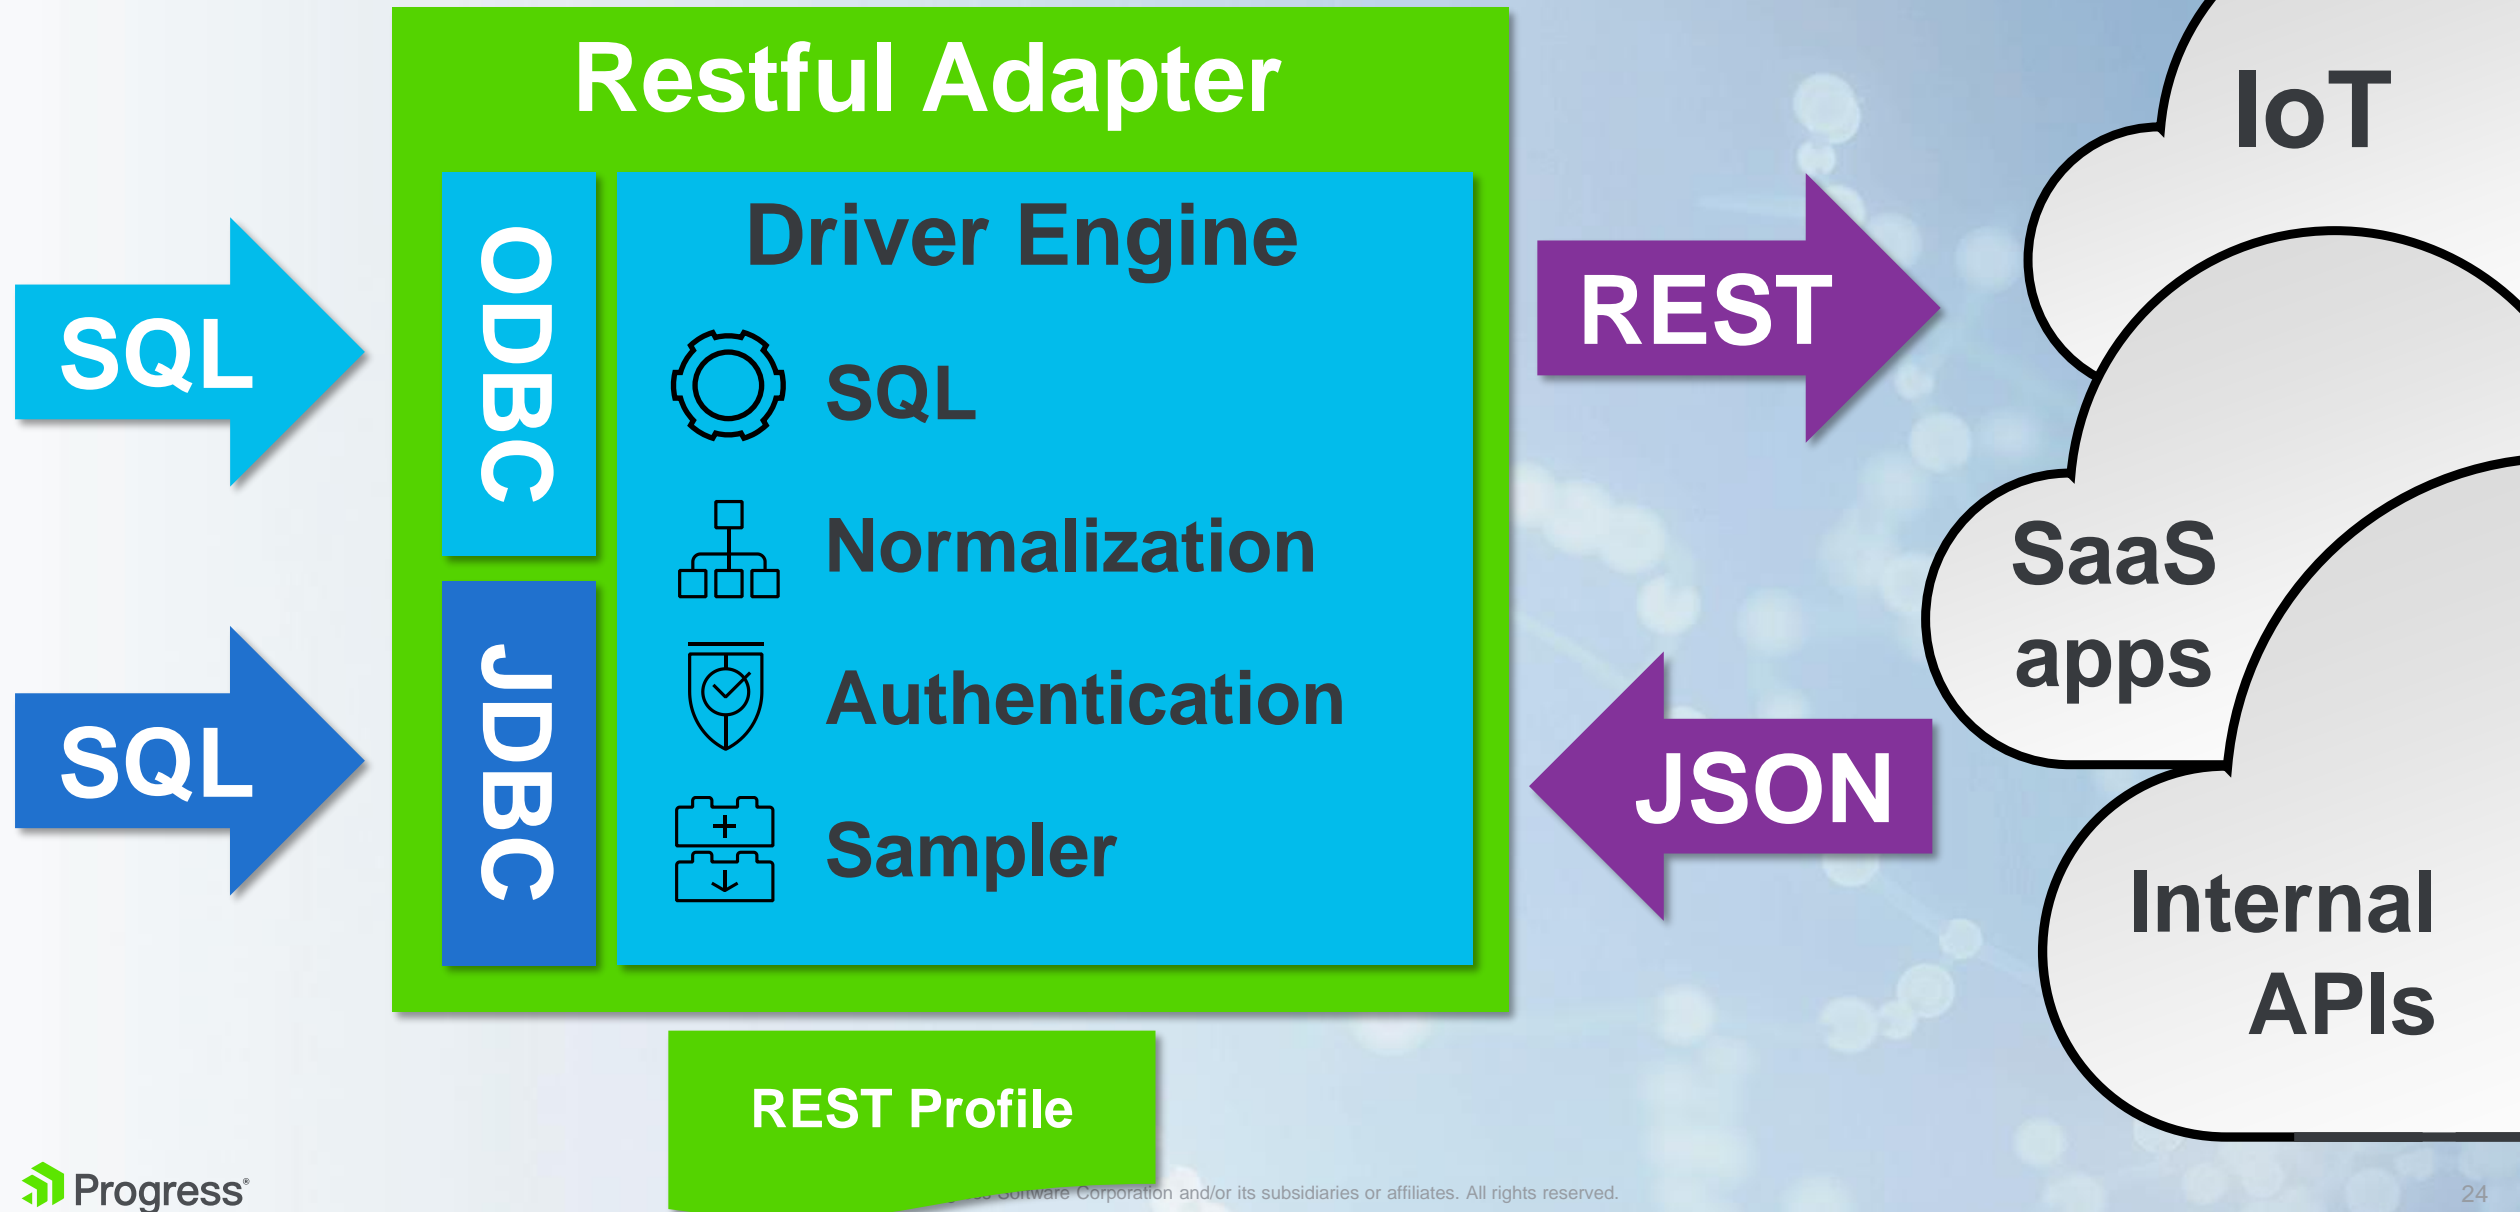 Restful Adapter
SQL
SQL
ODBC
JDBC
Driver Engine
SQL
Normalization
Authentication
Sampler
REST
JSON
IoT
SaaS
apps
Internal
APIs
REST Profile
Progress®
Software Corporation and/or its subsidiaries or affiliates. All rights reserved.
24